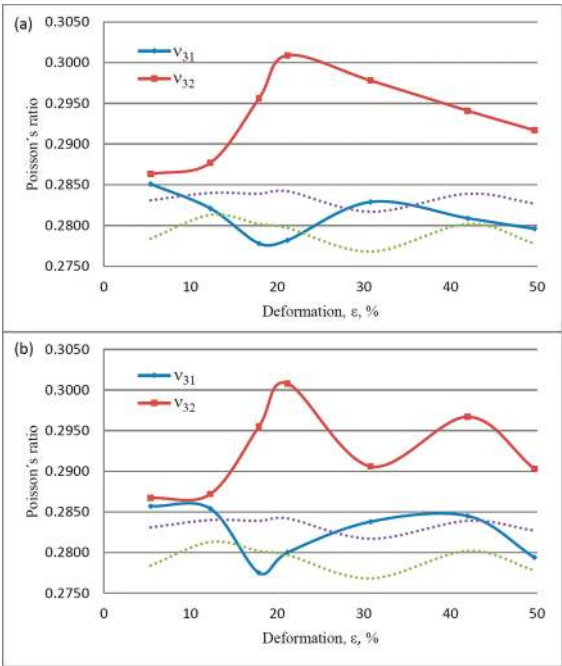 (a)
0.3050
0.3000
0.2950
0.2900
0.2850
0.2800
0.2750
Poisson´s ratio
ν31
ν32
0 10 20 30 40 50
Deformation, ε, %
(b)
0.3050
0.3000
0.2950
0.2900
0.2850
0.2800
0.2750
Poisson´s ratio
ν31
ν32
0 10 20 30 40 50
Deformation, ε, %